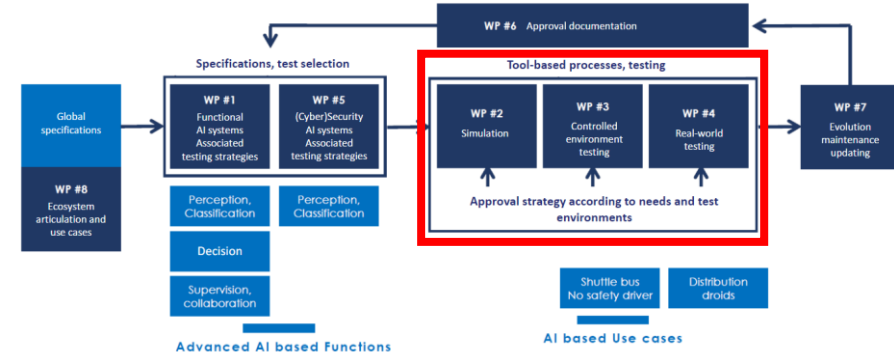 WP #6 Approval documentation
Specifications, test selection
Tool-based processes, testing
Global
specifications
WP #8
Ecosystem
articulation and
use cases
WP #1
Functional
AI systems
Associated
testing strategies
WP #5
(Cyber)Security
AI systems
Associated
testing strategies
WP #2
Simulation
WP #3
Controlled
environment
testing
WP #4
Real-world
testing
WP #7
Evolution
maintenance
updating
Approval strategy according to needs and test
environments
Perception,
Classification
Perception,
Classification
Decision
Supervision,
collaboration
Shuttle bus
No safety driver
Distribution
droids
Advanced AI based Functions
AI based Use cases